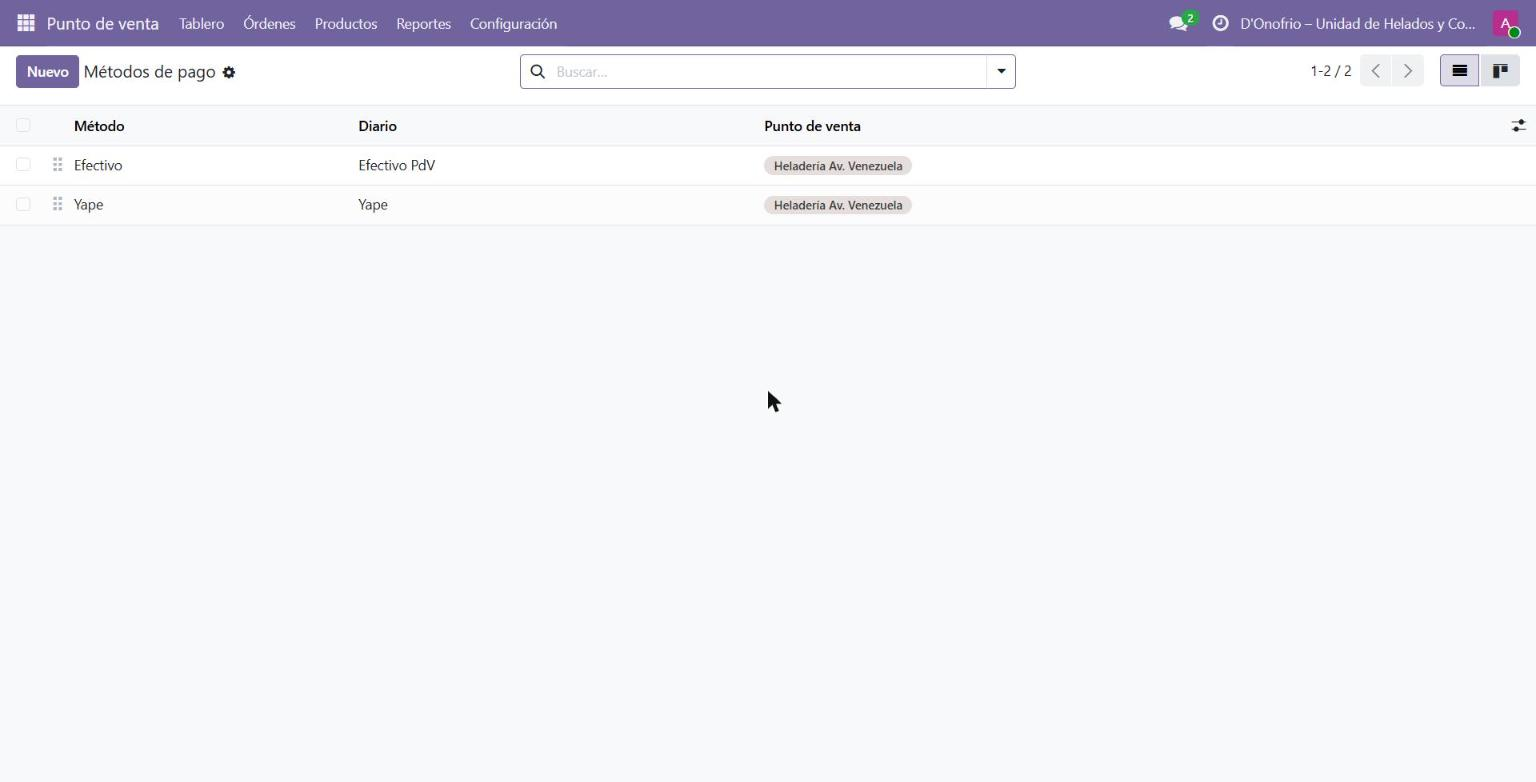 Punto de venta Tablero Órdenes Productos Reportes Configuración 2 D'Onofrio – Unidad de Helados y Co... A
Nuevo Métodos de pago Buscar... 1-2 / 2
Método Diario Punto de venta
Efectivo Efectivo PdV Heladería Av. Venezuela
Yape Yape Heladería Av. Venezuela